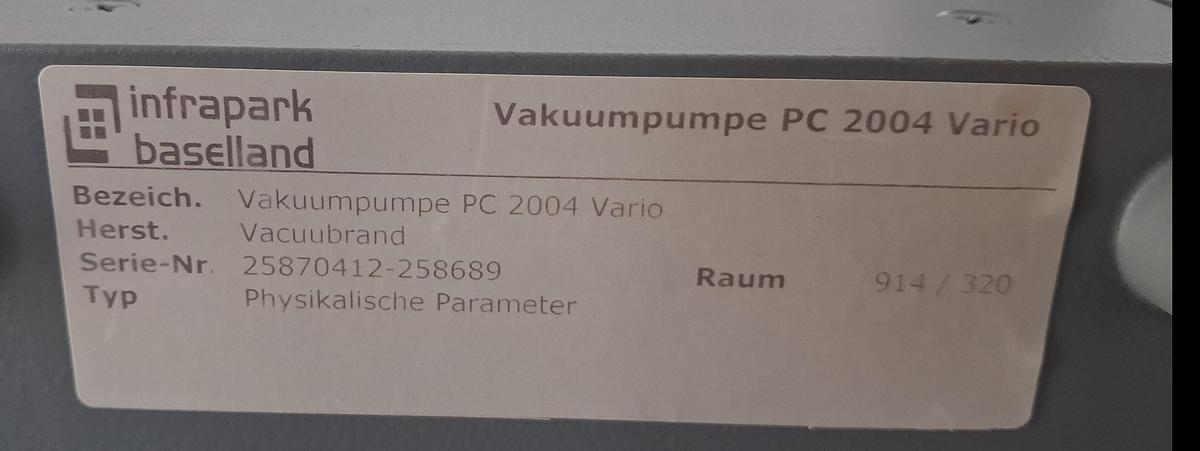 infrapark
baselland
Vakuumpumpe PC 2004 Vario
Bezeich. Vakuumpumpe PC 2004 Vario
Herst. Vacuubrand
Serie-Nr. 25870412-258689
Raum 914 / 320
Typ Physikalische Parameter